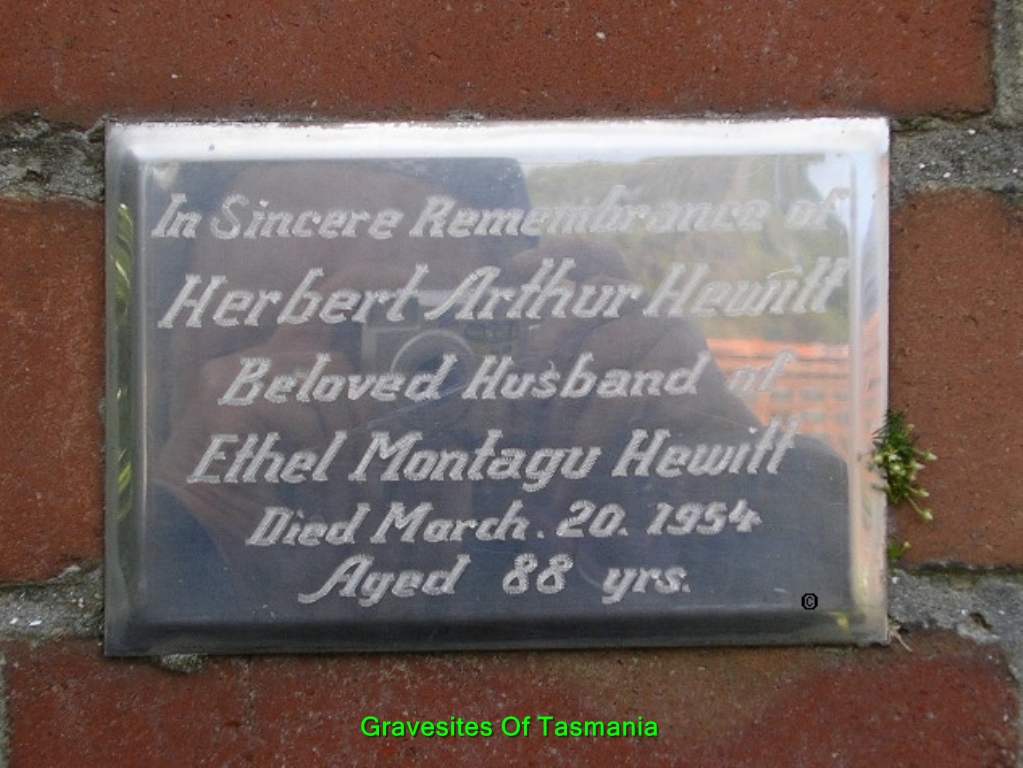 In Sincere Remembrance of
Herbert Arthur Hewitt
Beloved Husband of
Ethel Montagu Hewitt
Died March. 20. 1954
Aged 88 yrs.
©
Gravesites Of Tasmania